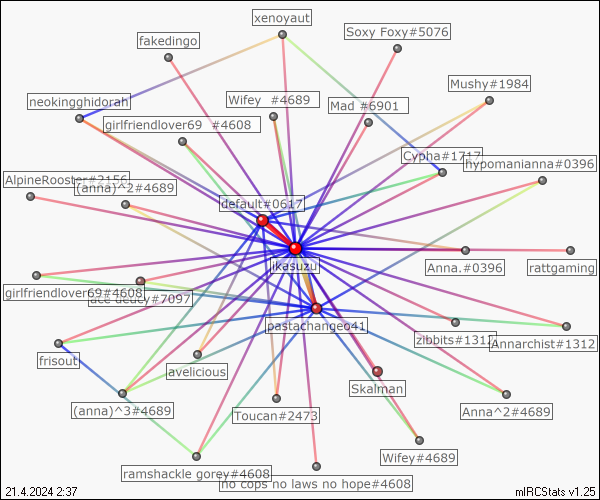 xenoyaut
Soxy Foxy#5076
fakedingo
Mushy#1984
neokingghidorah
Wifey  #4689
Mad #6901
girlfriendlover69  #4608
Cypha#1717
hypomanianna#0396
AlpineRooster#2156
(anna)^2#4689
default#0617
ikasuzu
Anna.#0396
rattgaming
girlfriendlover69#4608
ace decay#7097
pastachangeo41
zibbits#1312
Annarchist#1312
frisout
avelicious
Skalman
(anna)^3#4689
Toucan#2473
Anna^2#4689
Wifey#4689
ramshackle gorey#4608
no cops no laws no hope#4608
21.4.2024 2:37
mIRCStats v1.25